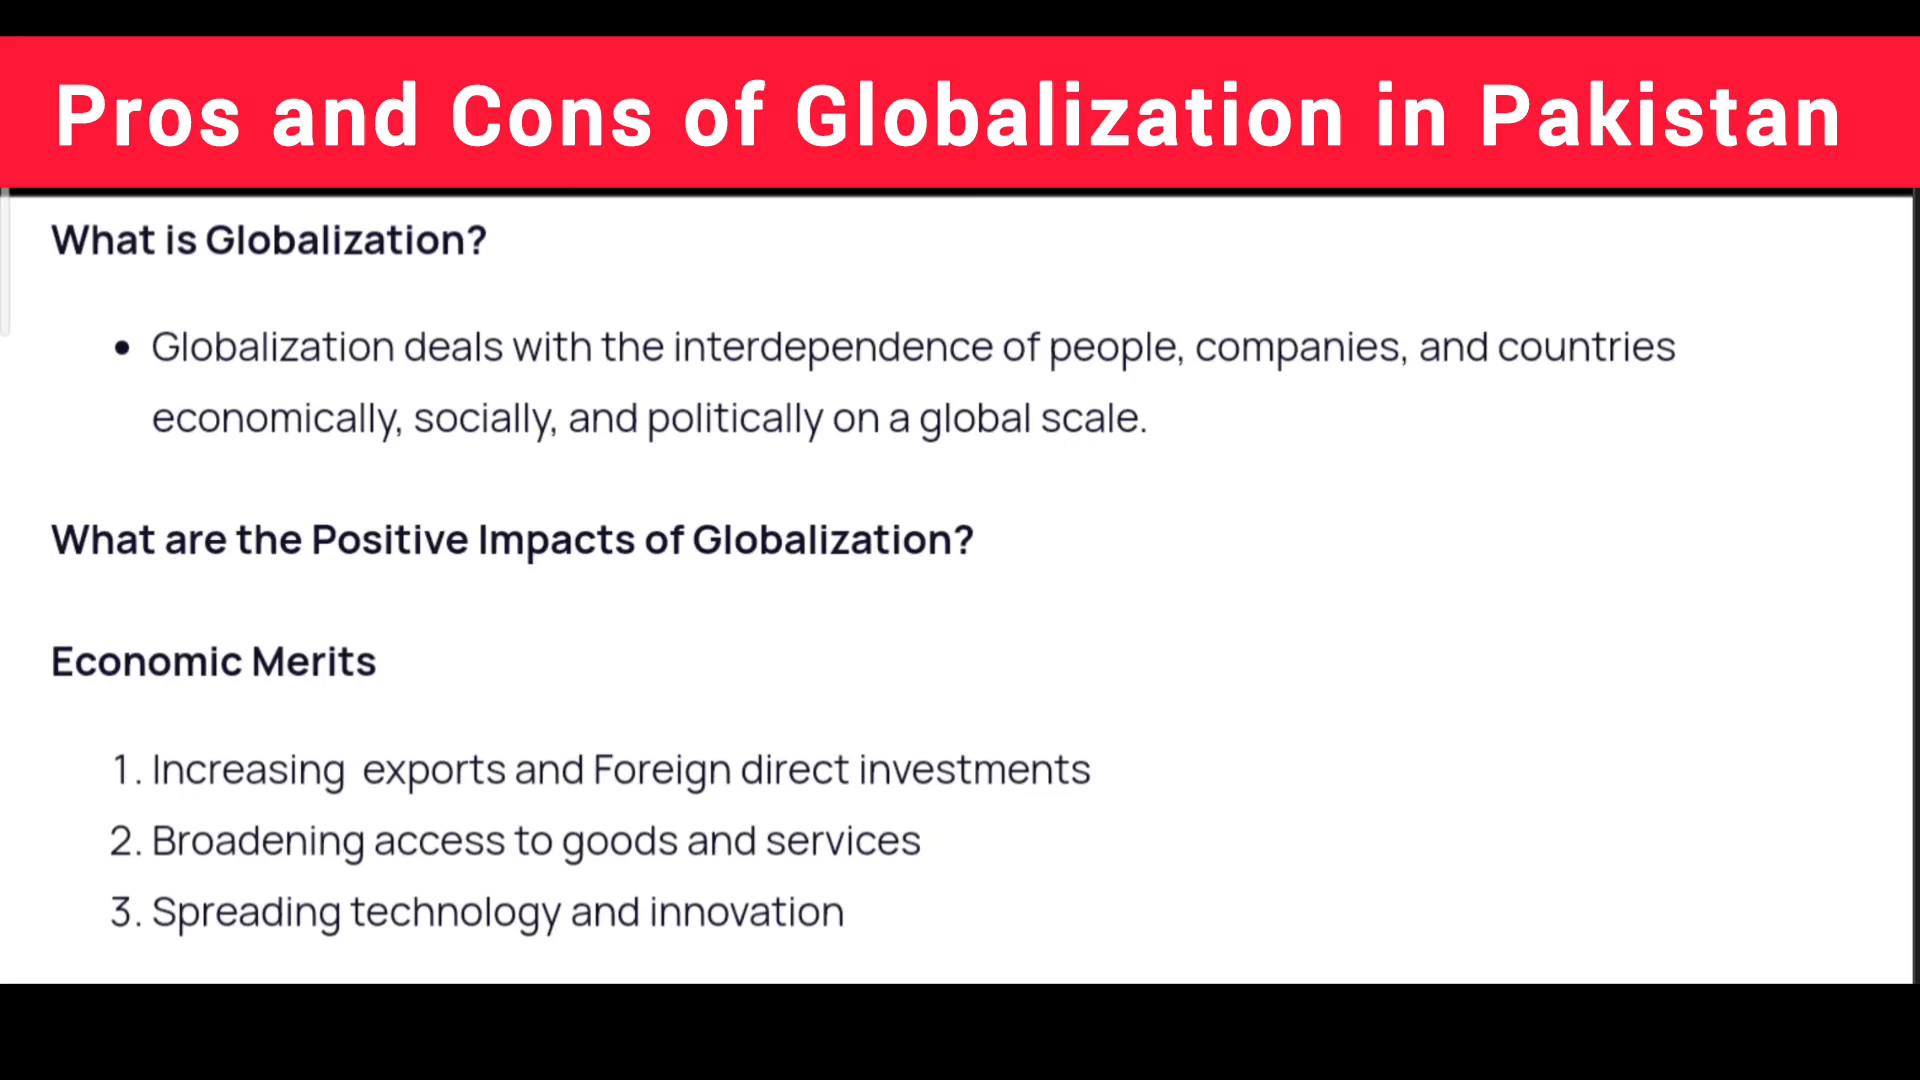 Pros and Cons of Globalization in Pakistan
What is Globalization?
• Globalization deals with the interdependence of people, companies, and countries
economically, socially, and politically on a global scale.
What are the Positive Impacts of Globalization?
Economic Merits
1. Increasing  exports and Foreign direct investments
2. Broadening access to goods and services
3. Spreading technology and innovation